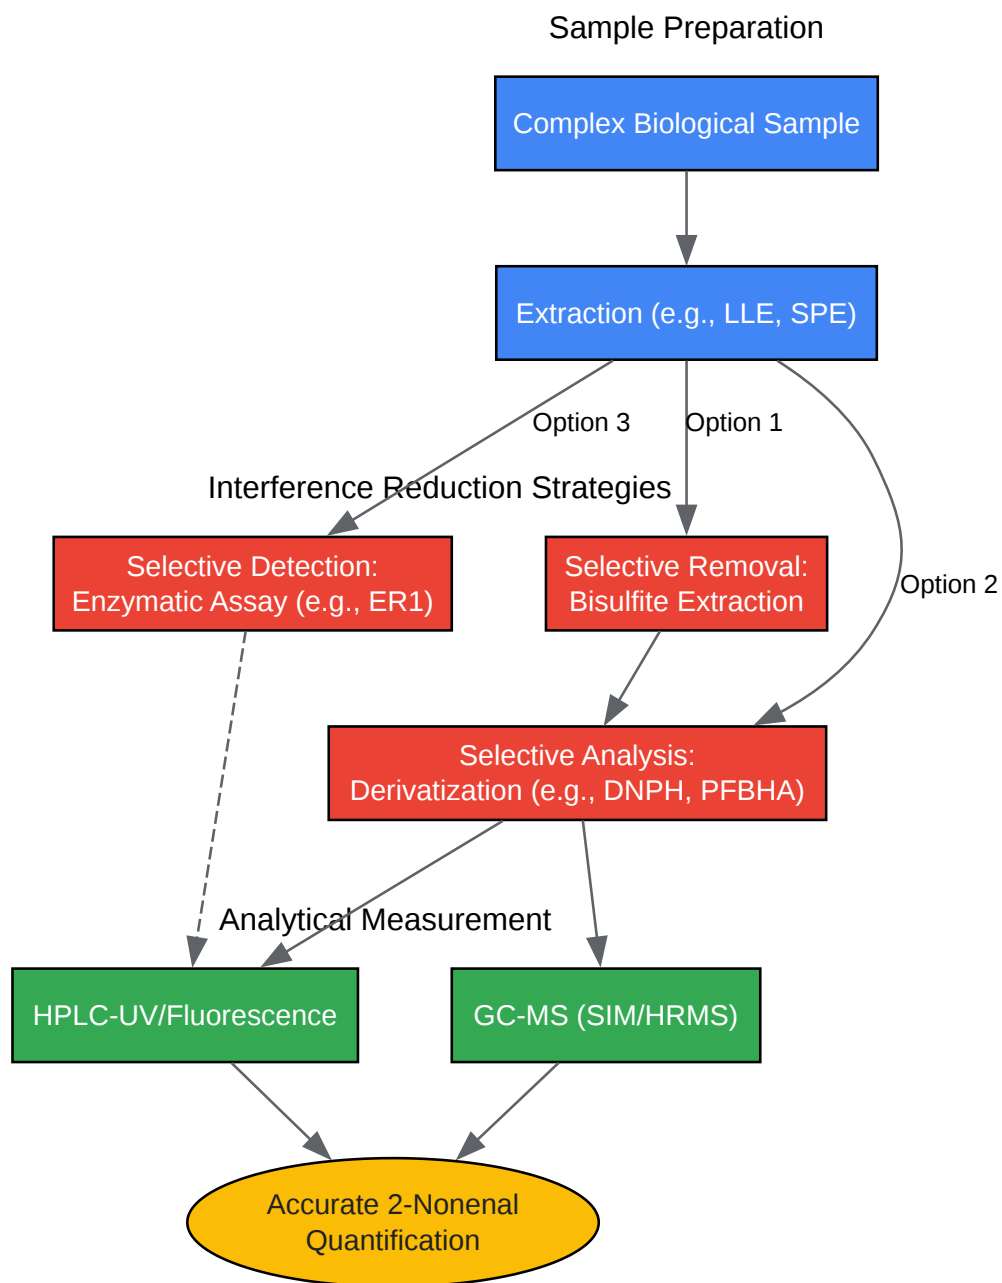 Sample Preparation
Complex Biological Sample
Extraction (e.g., LLE, SPE)
Option 3
Option 1
Interference Reduction Strategies
Selective Detection:
Enzymatic Assay (e.g., ER1)
Selective Removal:
Bisulfite Extraction
Option 2
Selective Analysis:
Derivatization (e.g., DNPH, PFBHA)
Analytical Measurement
HPLC-UV/Fluorescence
GC-MS (SIM/HRMS)
Accurate 2-Nonenal
Quantification